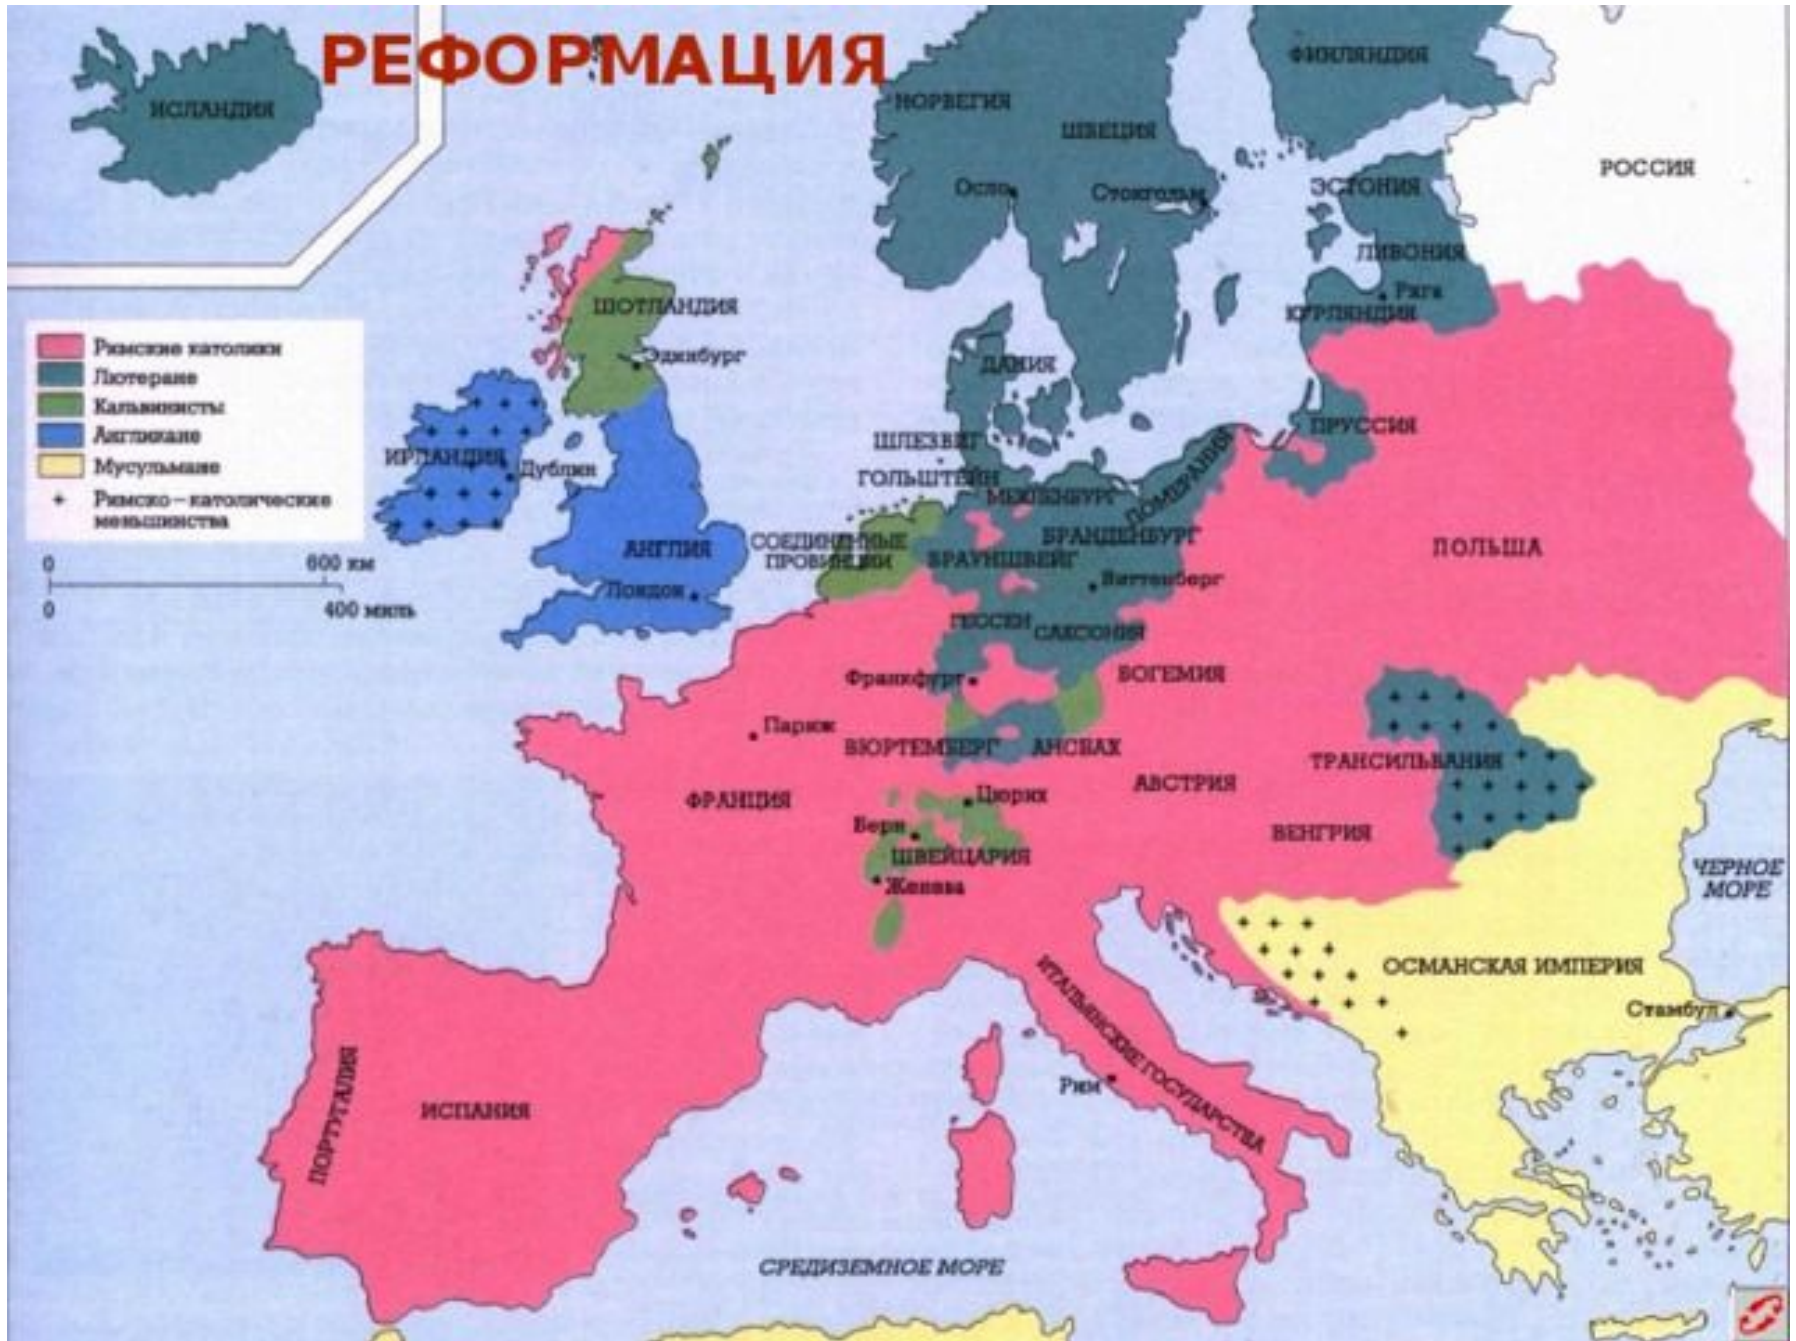 РЕФОРМАЦИЯ
ИСЛАНДИЯ
НОРВЕГИЯ
ШВЕЦИЯ
ФИНЛЯНДИЯ
РОССИЯ
Осло
Стокгольм
ЭСТОНИЯ
ЛИВОНИЯ
Рига
КУРЛЯНДИЯ
ШОТЛАНДИЯ
Эдинбург
ДАНИЯ
Римские католики
Лютеране
Кальвинисты
Англикане
Мусульмане
Римско-католические
меньшинства
0 600 км
0 400 миль
ИРЛАНДИЯ
Дублин
АНГЛИЯ
Лондон
ШЛЕЗВИГ
ГОЛЬШТЕЙН
МЕКЛЕНБУРГ
ПОМЕРАНИЯ
ПРУССИЯ
СОЕДИНЕННЫЕ
ПРОВИНЦИИ
БРАУНШВЕЙГ
БРАНДЕНБУРГ
Виттенберг
ПОЛЬША
ГЕССЕН
САКСОНИЯ
Франкфурт
БОГЕМИЯ
Париж
ВЮРТЕМБЕРГ
АНСБАХ
ТРАНСИЛЬВАНИЯ
ФРАНЦИЯ
Цюрих
АВСТРИЯ
Берн
ШВЕЙЦАРИЯ
Женева
ВЕНГРИЯ
ЧЕРНОЕ
МОРЕ
ОСМАНСКАЯ ИМПЕРИЯ
Стамбул
ИТАЛЬЯНСКИЕ ГОСУДАРСТВА
Рим
ПОРТУГАЛИЯ
ИСПАНИЯ
СРЕДИЗЕМНОЕ МОРЕ